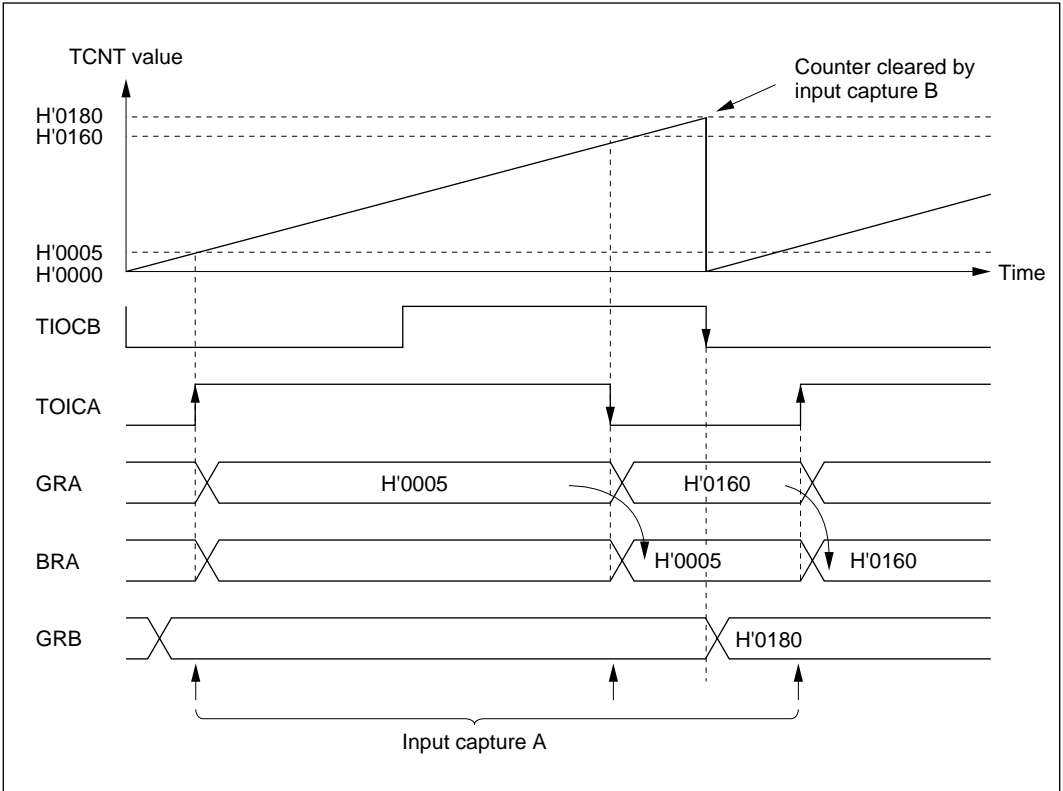 TCNT value
Counter cleared by
input capture B
H'0180
H'0160
H'0005
H'0000
Time
TIOCB
TOICA
GRA
H'0005
H'0160
BRA
H'0005
H'0160
GRB
H'0180
Input capture A